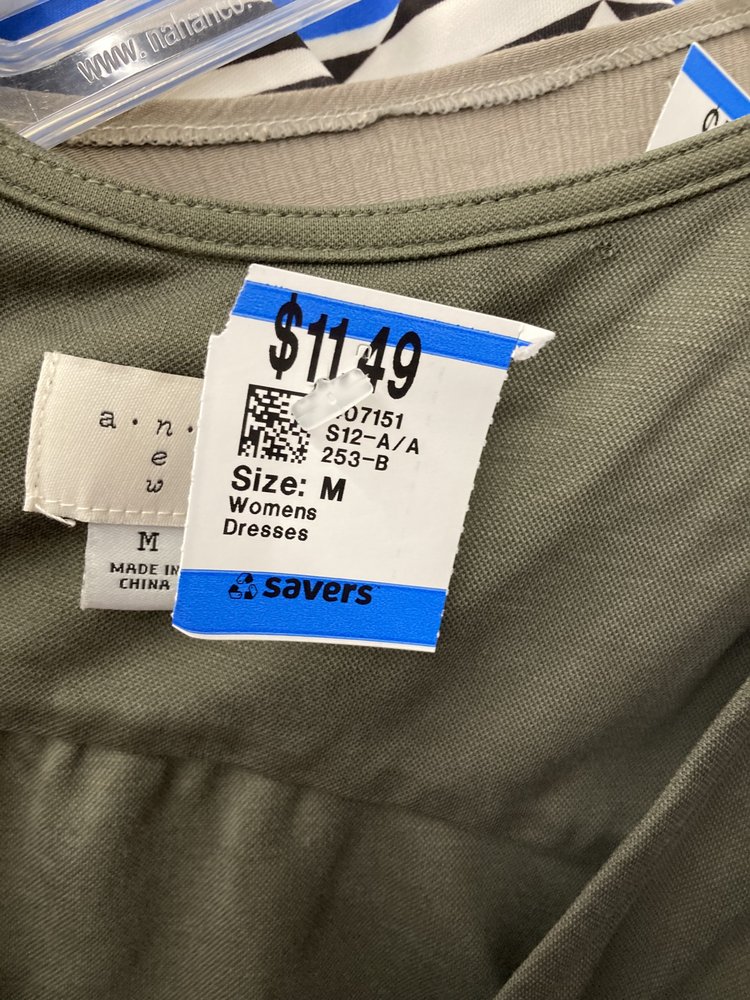 www.nahanco.
$11.49
07151
S12-A/A
253-B
Size: M
Womens
Dresses
savers
a · n ·
e
w
M
MADE IN
CHINA